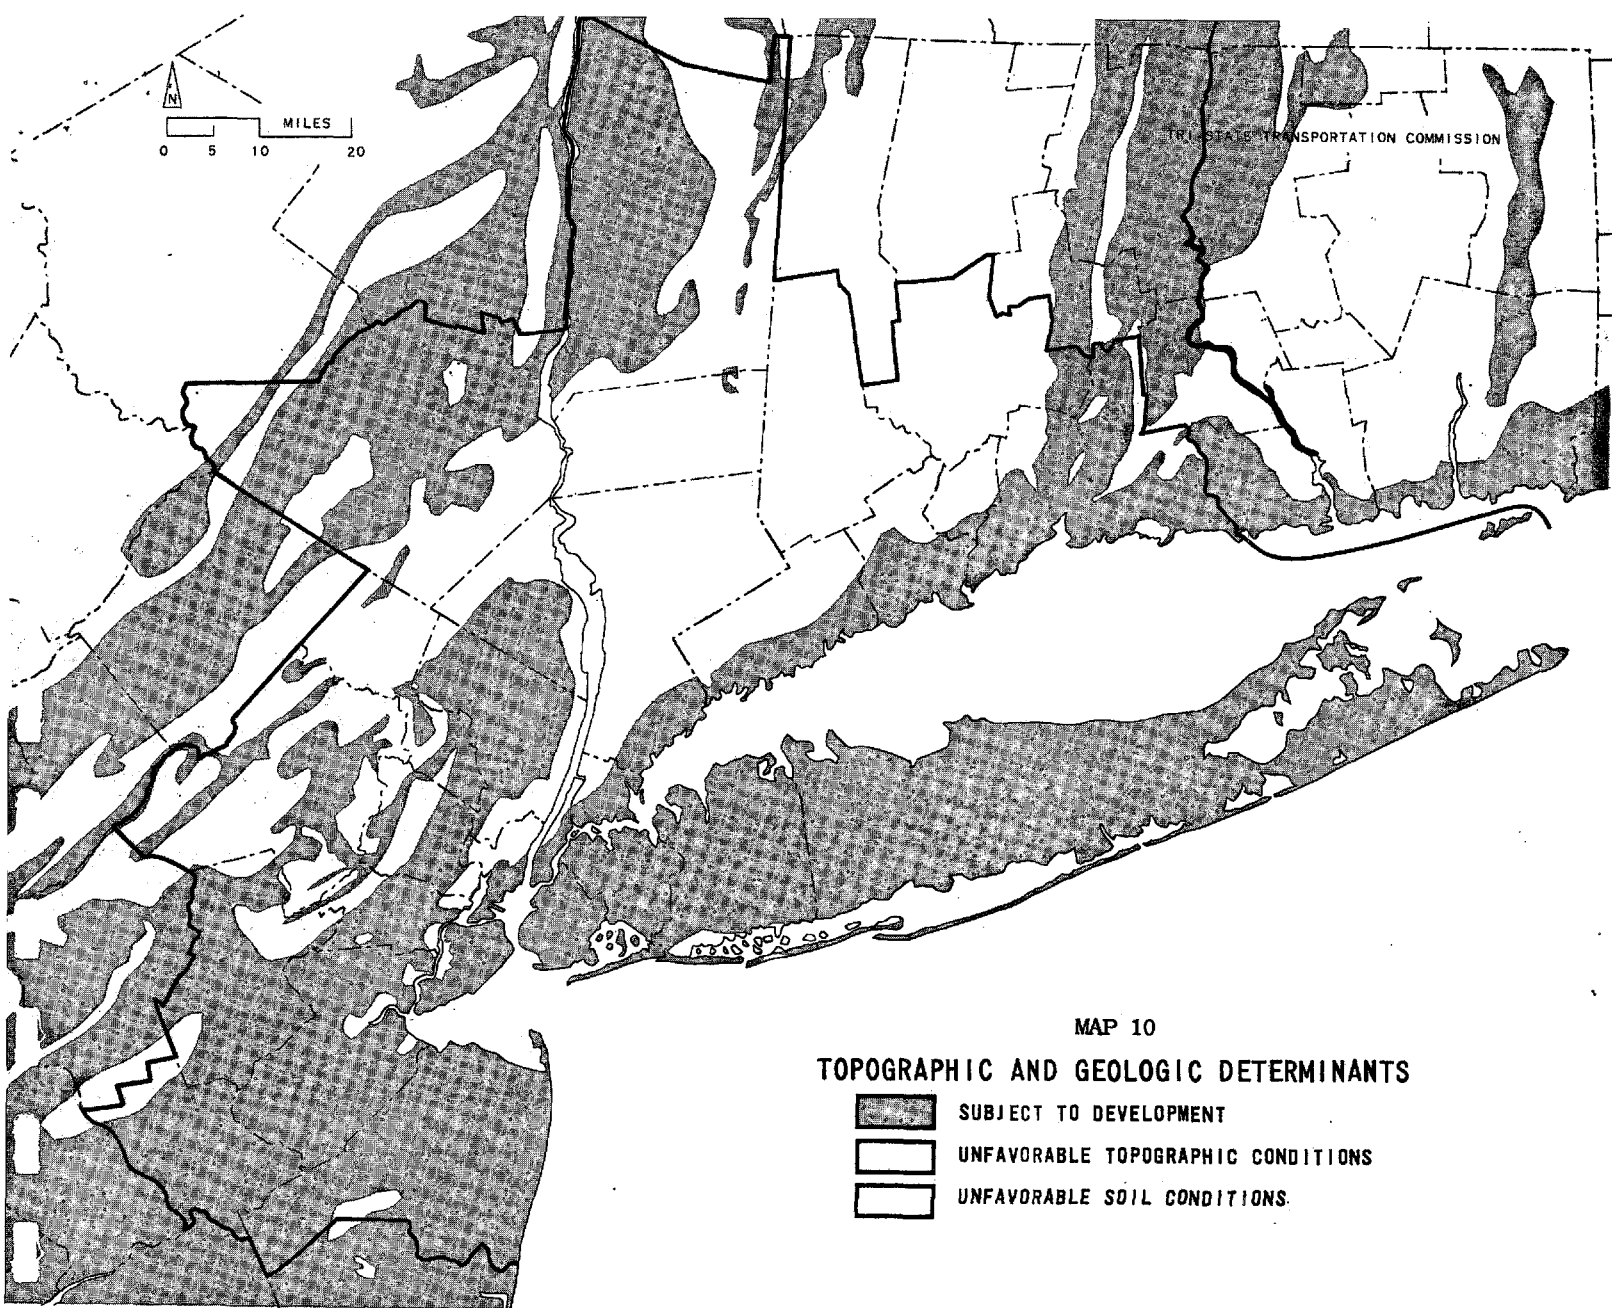 N
MILES
0 5 10 20
TRI-STATE TRANSPORTATION COMMISSION
MAP 10
TOPOGRAPHIC AND GEOLOGIC DETERMINANTS
SUBJECT TO DEVELOPMENT
UNFAVORABLE TOPOGRAPHIC CONDITIONS
UNFAVORABLE SOIL CONDITIONS